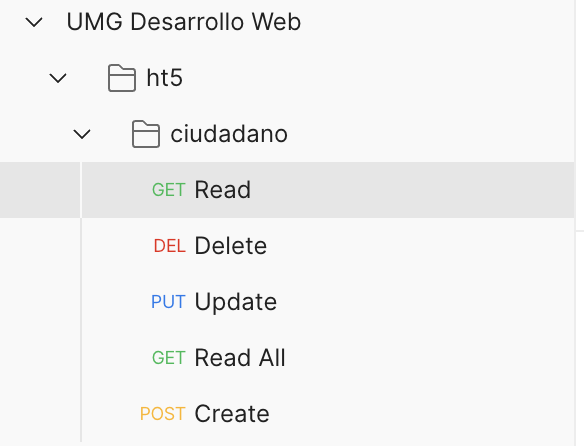 UMG Desarrollo Web
ht5
ciudadano
GET Read
DEL Delete
PUT Update
GET Read All
POST Create